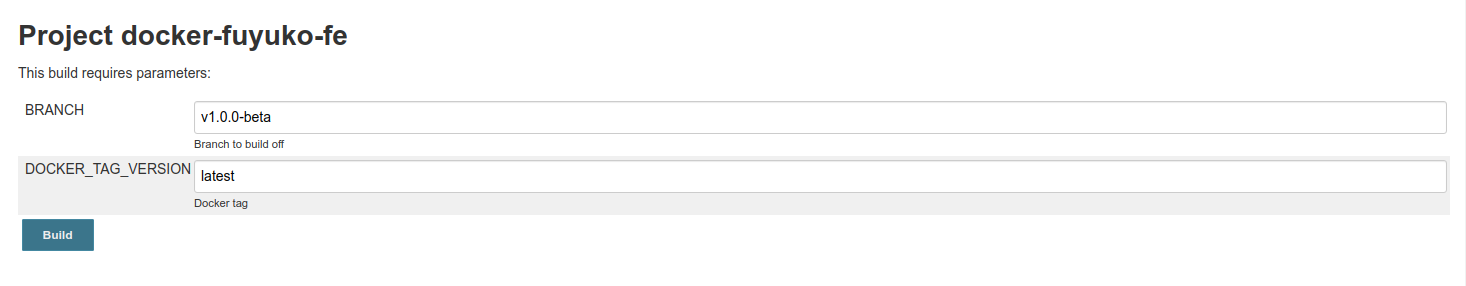 Project docker-fuyuko-fe
This build requires parameters:
BRANCH
v1.0.0-beta
Branch to build off
DOCKER_TAG_VERSION
latest
Docker tag
Build